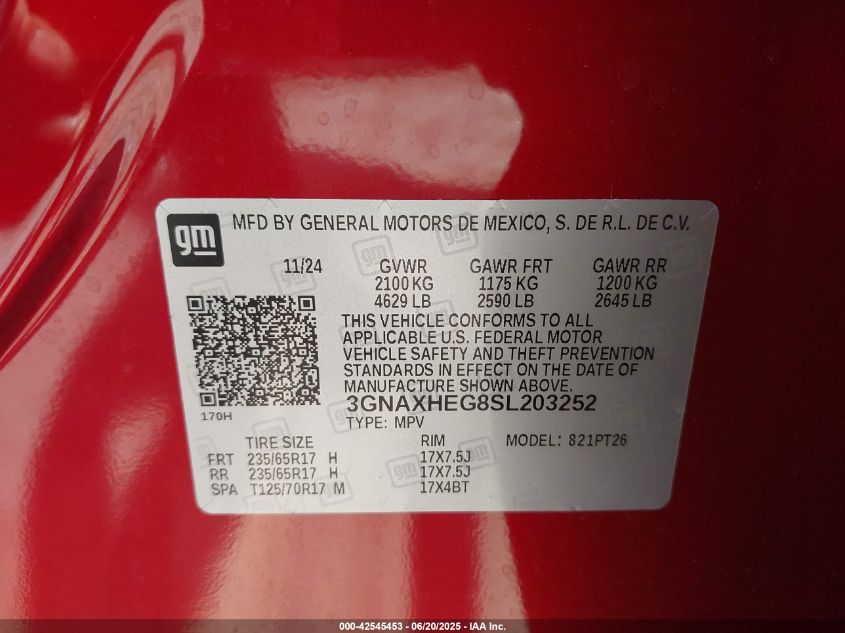 gm
MFD BY GENERAL MOTORS DE MEXICO, S. DE R.L. DE C.V.
11/24 GVWR GAWR FRT GAWR RR
2100 KG 1175 KG 1200 KG
4629 LB 2590 LB 2645 LB
THIS VEHICLE CONFORMS TO ALL
APPLICABLE U.S. FEDERAL MOTOR
VEHICLE SAFETY AND THEFT PREVENTION
STANDARDS IN EFFECT ON THE DATE OF
MANUFACTURE SHOWN ABOVE.
3GNAXHEG8SL203252
170H
TYPE: MPV
TIRE SIZE RIM MODEL: 821PT26
FRT 235/65R17 H 17X7.5J
RR 235/65R17 H 17X7.5J
SPA T125/70R17 M 17X4BT
000-42545453 - 06/20/2025 - IAA Inc.